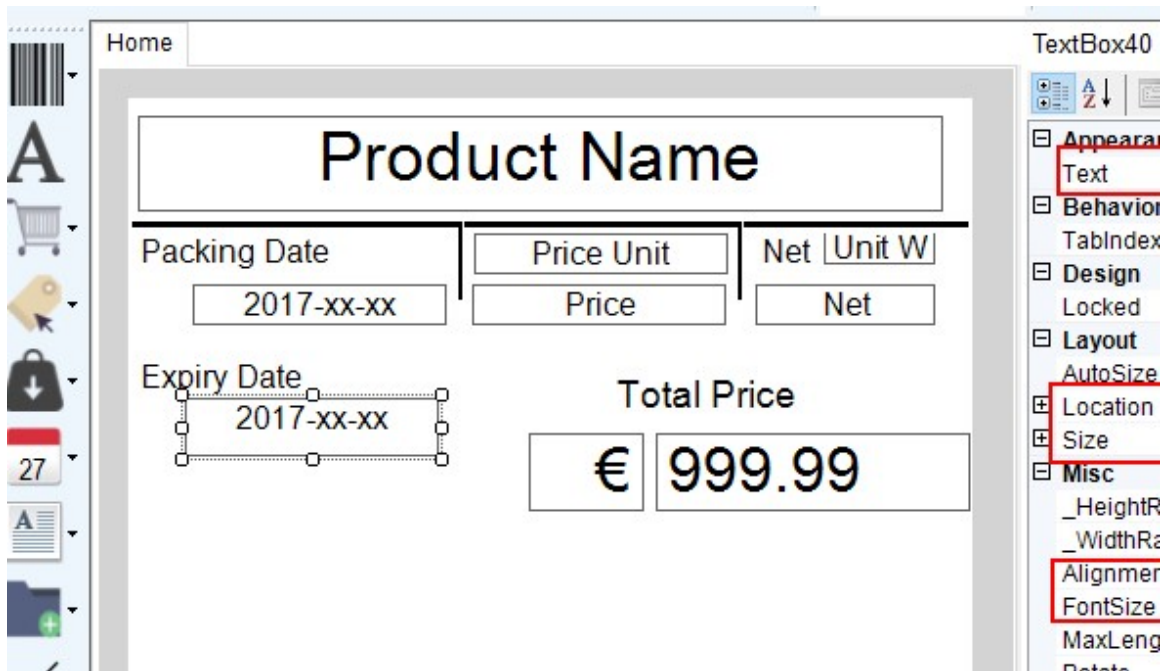 Home
TextBox40
Product Name
Packing Date
Price Unit
Net Unit W
2017-xx-xx
Price
Net
Expiry Date
2017-xx-xx
Total Price
€ 999.99
A
27
A
A
Z
Appearan
Text
Behavior
TabIndex
Design
Locked
Layout
AutoSize
Location
Size
Misc
_HeightR
_WidthRa
Alignmen
FontSize
MaxLeng